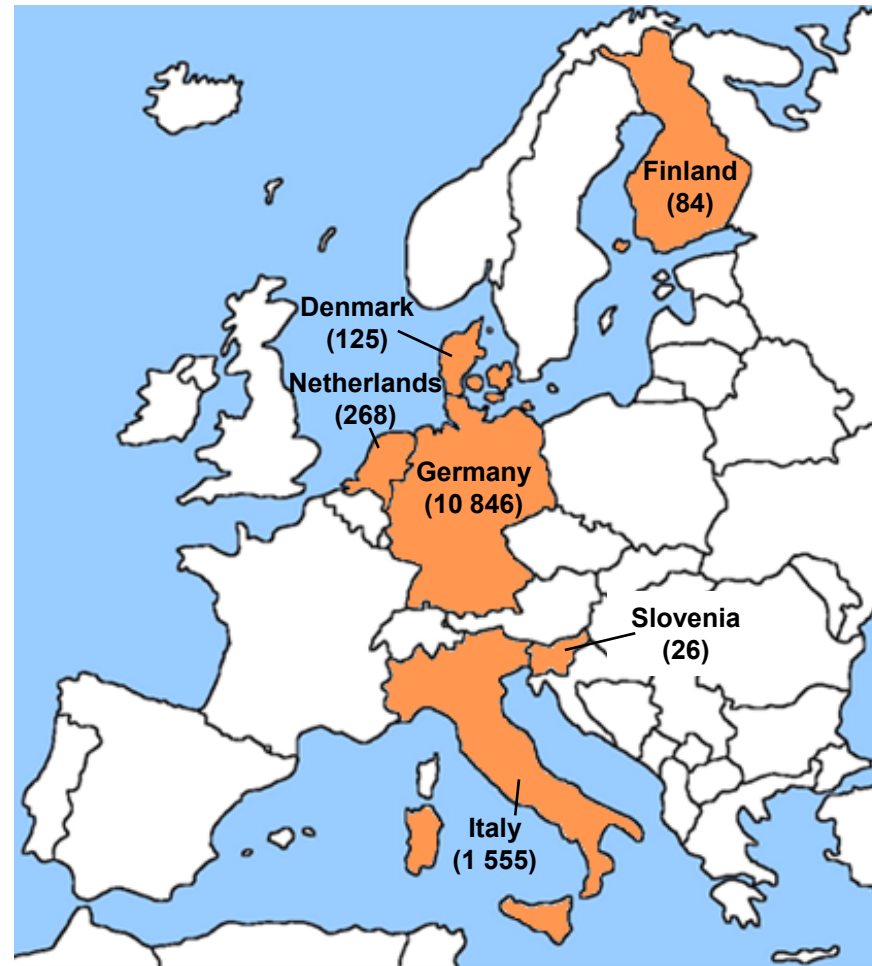 Finland
(84)
Denmark
(125)
Netherlands
(268)
Germany
(10 846)
Slovenia
(26)
Italy
(1 555)